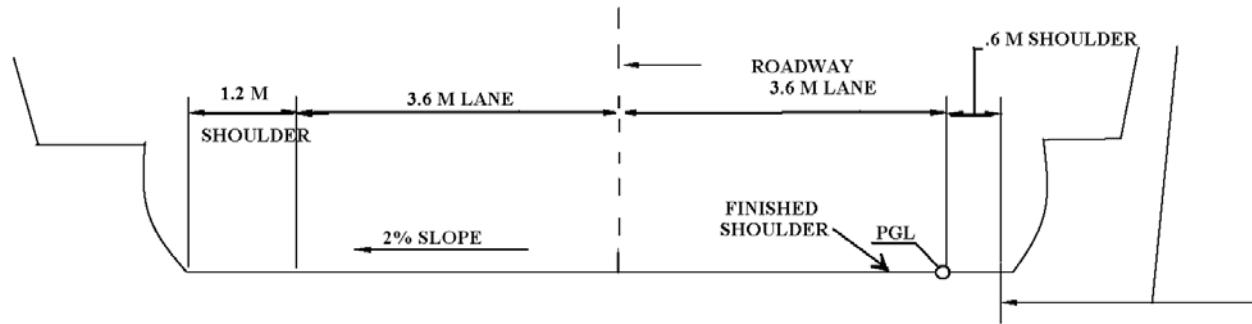 .6 M SHOULDER
ROADWAY
1.2 M
3.6 M LANE
3.6 M LANE
SHOULDER
FINISHED
SHOULDER
PGL
2% SLOPE